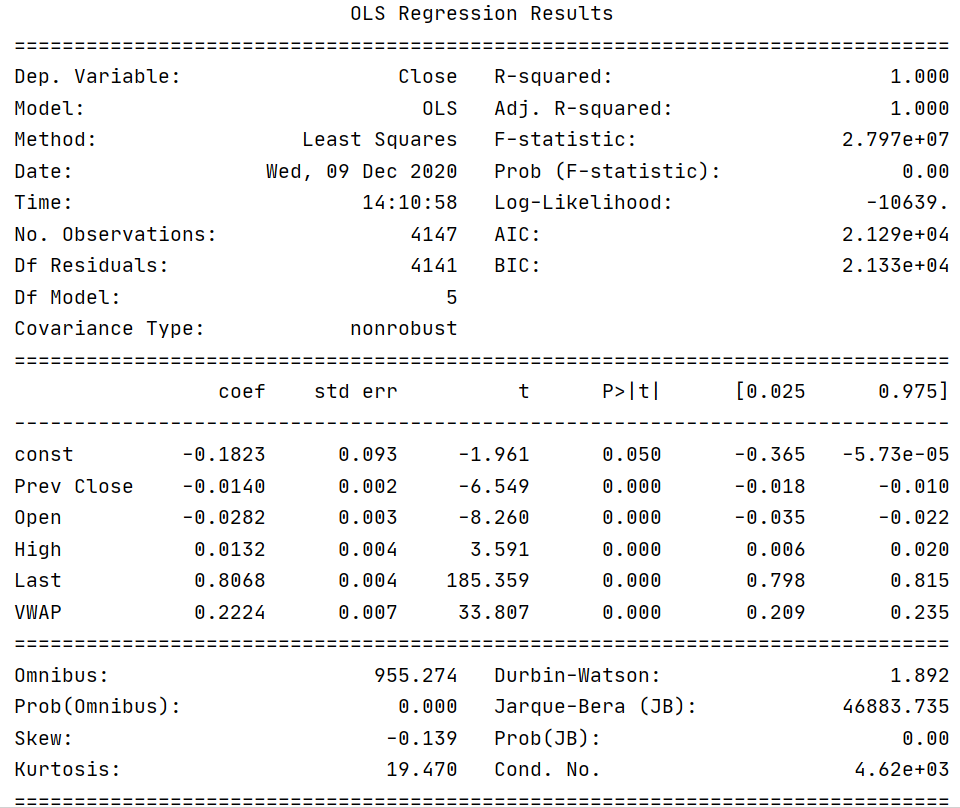 OLS Regression Results
==============================================================================
Dep. Variable:                  Close   R-squared:                       1.000
Model:                            OLS   Adj. R-squared:                  1.000
Method:                 Least Squares   F-statistic:                 2.797e+07
Date:                Wed, 09 Dec 2020   Prob (F-statistic):               0.00
Time:                        14:10:58   Log-Likelihood:                -10639.
No. Observations:                4147   AIC:                         2.129e+04
Df Residuals:                    4141   BIC:                         2.133e+04
Df Model:                           5
Covariance Type:            nonrobust
==============================================================================
                 coef    std err          t      P>|t|      [0.025      0.975]
------------------------------------------------------------------------------
const         -0.1823      0.093     -1.961      0.050      -0.365   -5.73e-05
Prev Close    -0.0140      0.002     -6.549      0.000      -0.018      -0.010
Open          -0.0282      0.003     -8.260      0.000      -0.035      -0.022
High           0.0132      0.004      3.591      0.000       0.006       0.020
Last           0.8068      0.004    185.359      0.000       0.798       0.815
VWAP           0.2224      0.007     33.807      0.000       0.209       0.235
==============================================================================
Omnibus:                      955.274   Durbin-Watson:                   1.892
Prob(Omnibus):                  0.000   Jarque-Bera (JB):            46883.735
Skew:                          -0.139   Prob(JB):                         0.00
Kurtosis:                      19.470   Cond. No.                     4.62e+03
==============================================================================